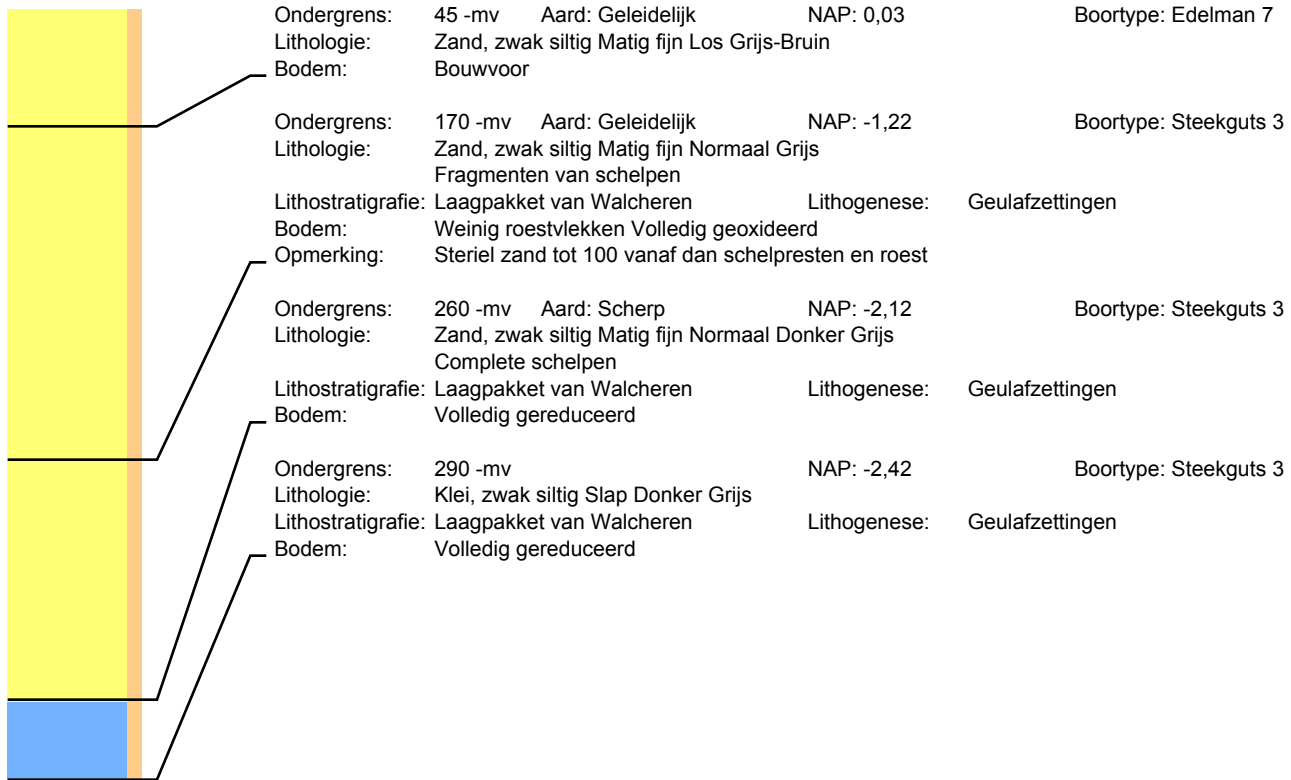 Ondergrens: 45 -mv Aard: Geleidelijk NAP: 0,03 Boortype: Edelman 7
Lithologie: Zand, zwak siltig Matig fijn Los Grijs-Bruin
Bodem: Bouwvoor
Ondergrens: 170 -mv Aard: Geleidelijk NAP: -1,22 Boortype: Steekguts 3
Lithologie: Zand, zwak siltig Matig fijn Normaal Grijs
Fragmenten van schelpen
Lithostratigrafie: Laagpakket van Walcheren Lithogenese: Geulafzettingen
Bodem: Weinig roestvlekken Volledig geoxideerd
Opmerking: Steriel zand tot 100 vanaf dan schelpresten en roest
Ondergrens: 260 -mv Aard: Scherp NAP: -2,12 Boortype: Steekguts 3
Lithologie: Zand, zwak siltig Matig fijn Normaal Donker Grijs
Complete schelpen
Lithostratigrafie: Laagpakket van Walcheren Lithogenese: Geulafzettingen
Bodem: Volledig gereduceerd
Ondergrens: 290 -mv NAP: -2,42 Boortype: Steekguts 3
Lithologie: Klei, zwak siltig Slap Donker Grijs
Lithostratigrafie: Laagpakket van Walcheren Lithogenese: Geulafzettingen
Bodem: Volledig gereduceerd